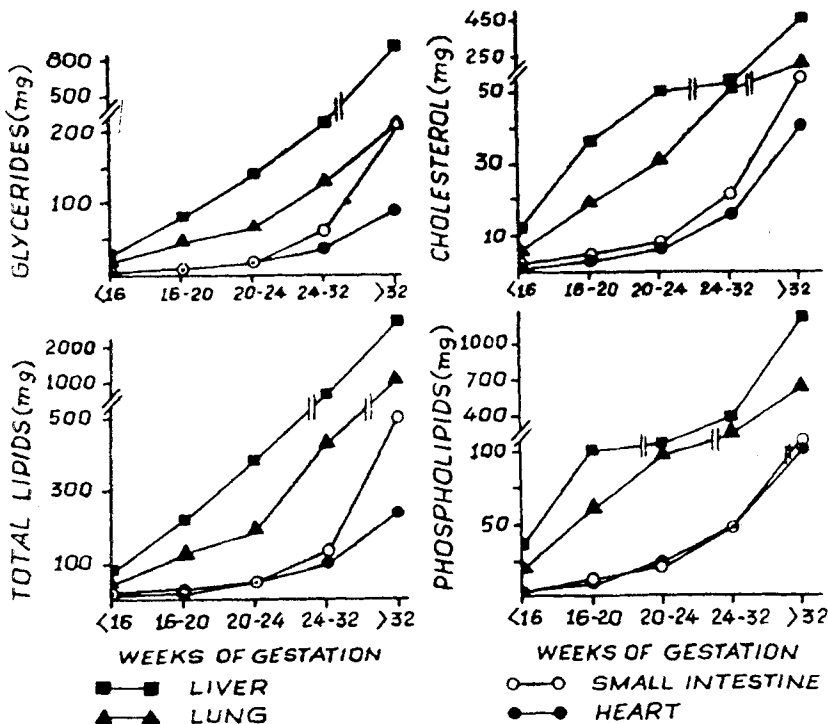 GLYCERIDES(mg)
800
500
200
100
<16 16-20 20-24 24-32 >32
CHOLESTEROL(mg)
450
250
50
30
10
<16 16-20 20-24 24-32 >32
TOTAL LIPIDS(mg)
2000
1000
500
300
100
<16 16-20 20-24 24-32 >32
WEEKS OF GESTATION
PHOSPHOLIPIDS(mg)
1000
700
400
100
50
<16 16-20 20-24 24-32 >32
WEEKS OF GESTATION
LIVER
LUNG
SMALL INTESTINE
HEART